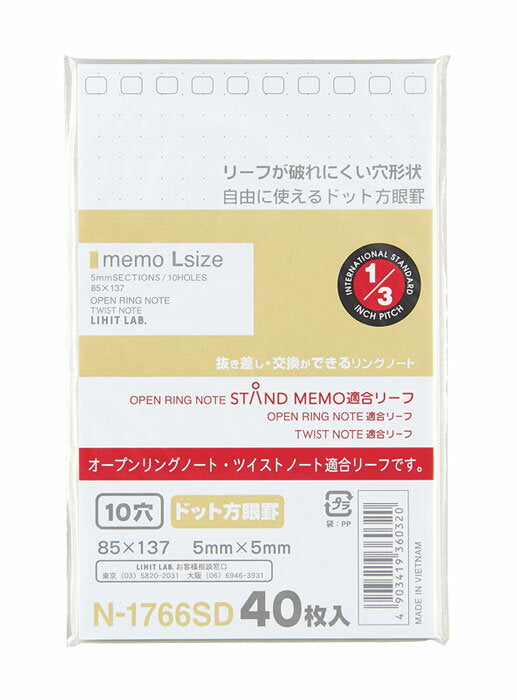 リーフが破れにくい穴形状
自由に使えるドット方眼罫
memo Lsize
5mmSECTIONS/10HOLES
85×137
OPEN RING NOTE
TWIST NOTE
LIHIT LAB.
INTERNATIONAL STANDARD
1/3
INCH PITCH
抜き差し・交換ができるリングノート
OPEN RING NOTE STAND MEMO適合リーフ
OPEN RING NOTE 適合リーフ
TWIST NOTE 適合リーフ
オープンリングノート・ツイストノート適合リーフです。
10穴 ドット方眼罫
プラ
袋:PP
85×137 5mm×5mm
LIHIT LAB.お客様相談窓口
東京(03)5820-2031 大阪(06)6946-3931
N-1766SD 40枚入
4903419360320
MADE IN VIETNAM